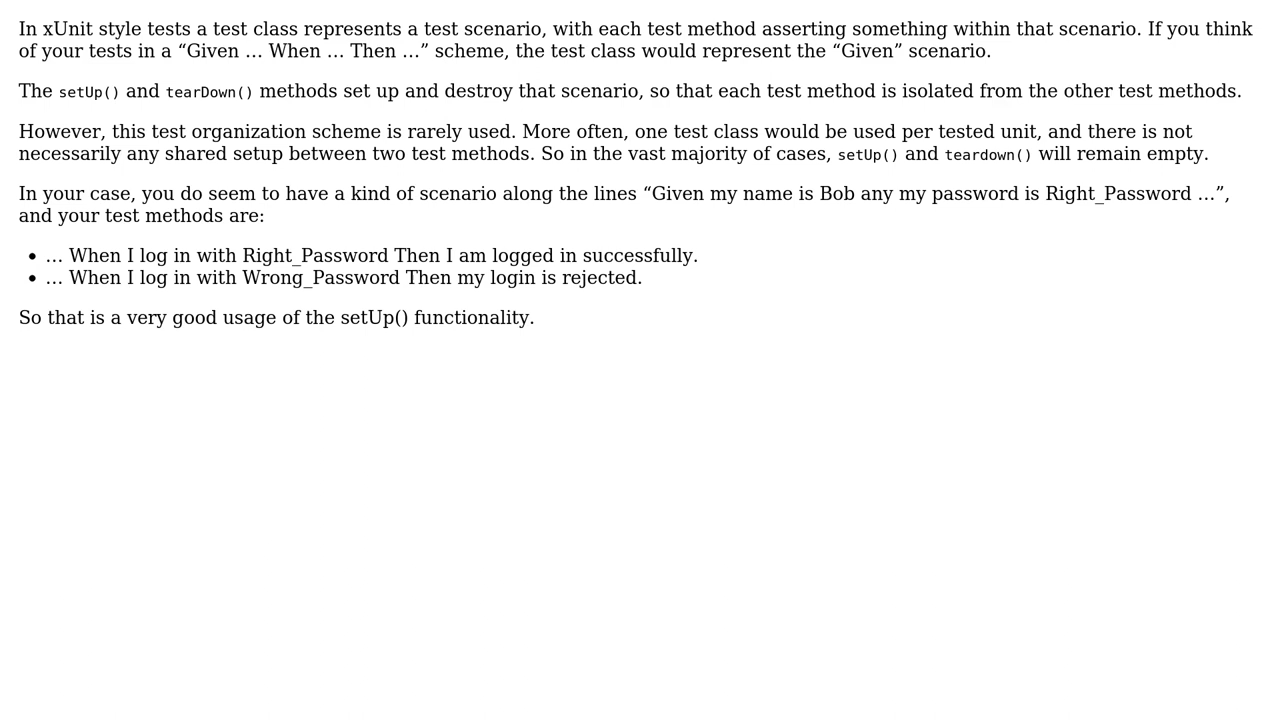 In xUnit style tests a test class represents a test scenario, with each test method asserting something within that scenario. If you think
of your tests in a “Given … When … Then …” scheme, the test class would represent the “Given” scenario.
The setUp() and tearDown() methods set up and destroy that scenario, so that each test method is isolated from the other test methods.
However, this test organization scheme is rarely used. More often, one test class would be used per tested unit, and there is not
necessarily any shared setup between two test methods. So in the vast majority of cases, setUp() and teardown() will remain empty.
In your case, you do seem to have a kind of scenario along the lines “Given my name is Bob any my password is Right_Password …”,
and your test methods are:
• … When I log in with Right_Password Then I am logged in successfully.
• … When I log in with Wrong_Password Then my login is rejected.
So that is a very good usage of the setUp() functionality.